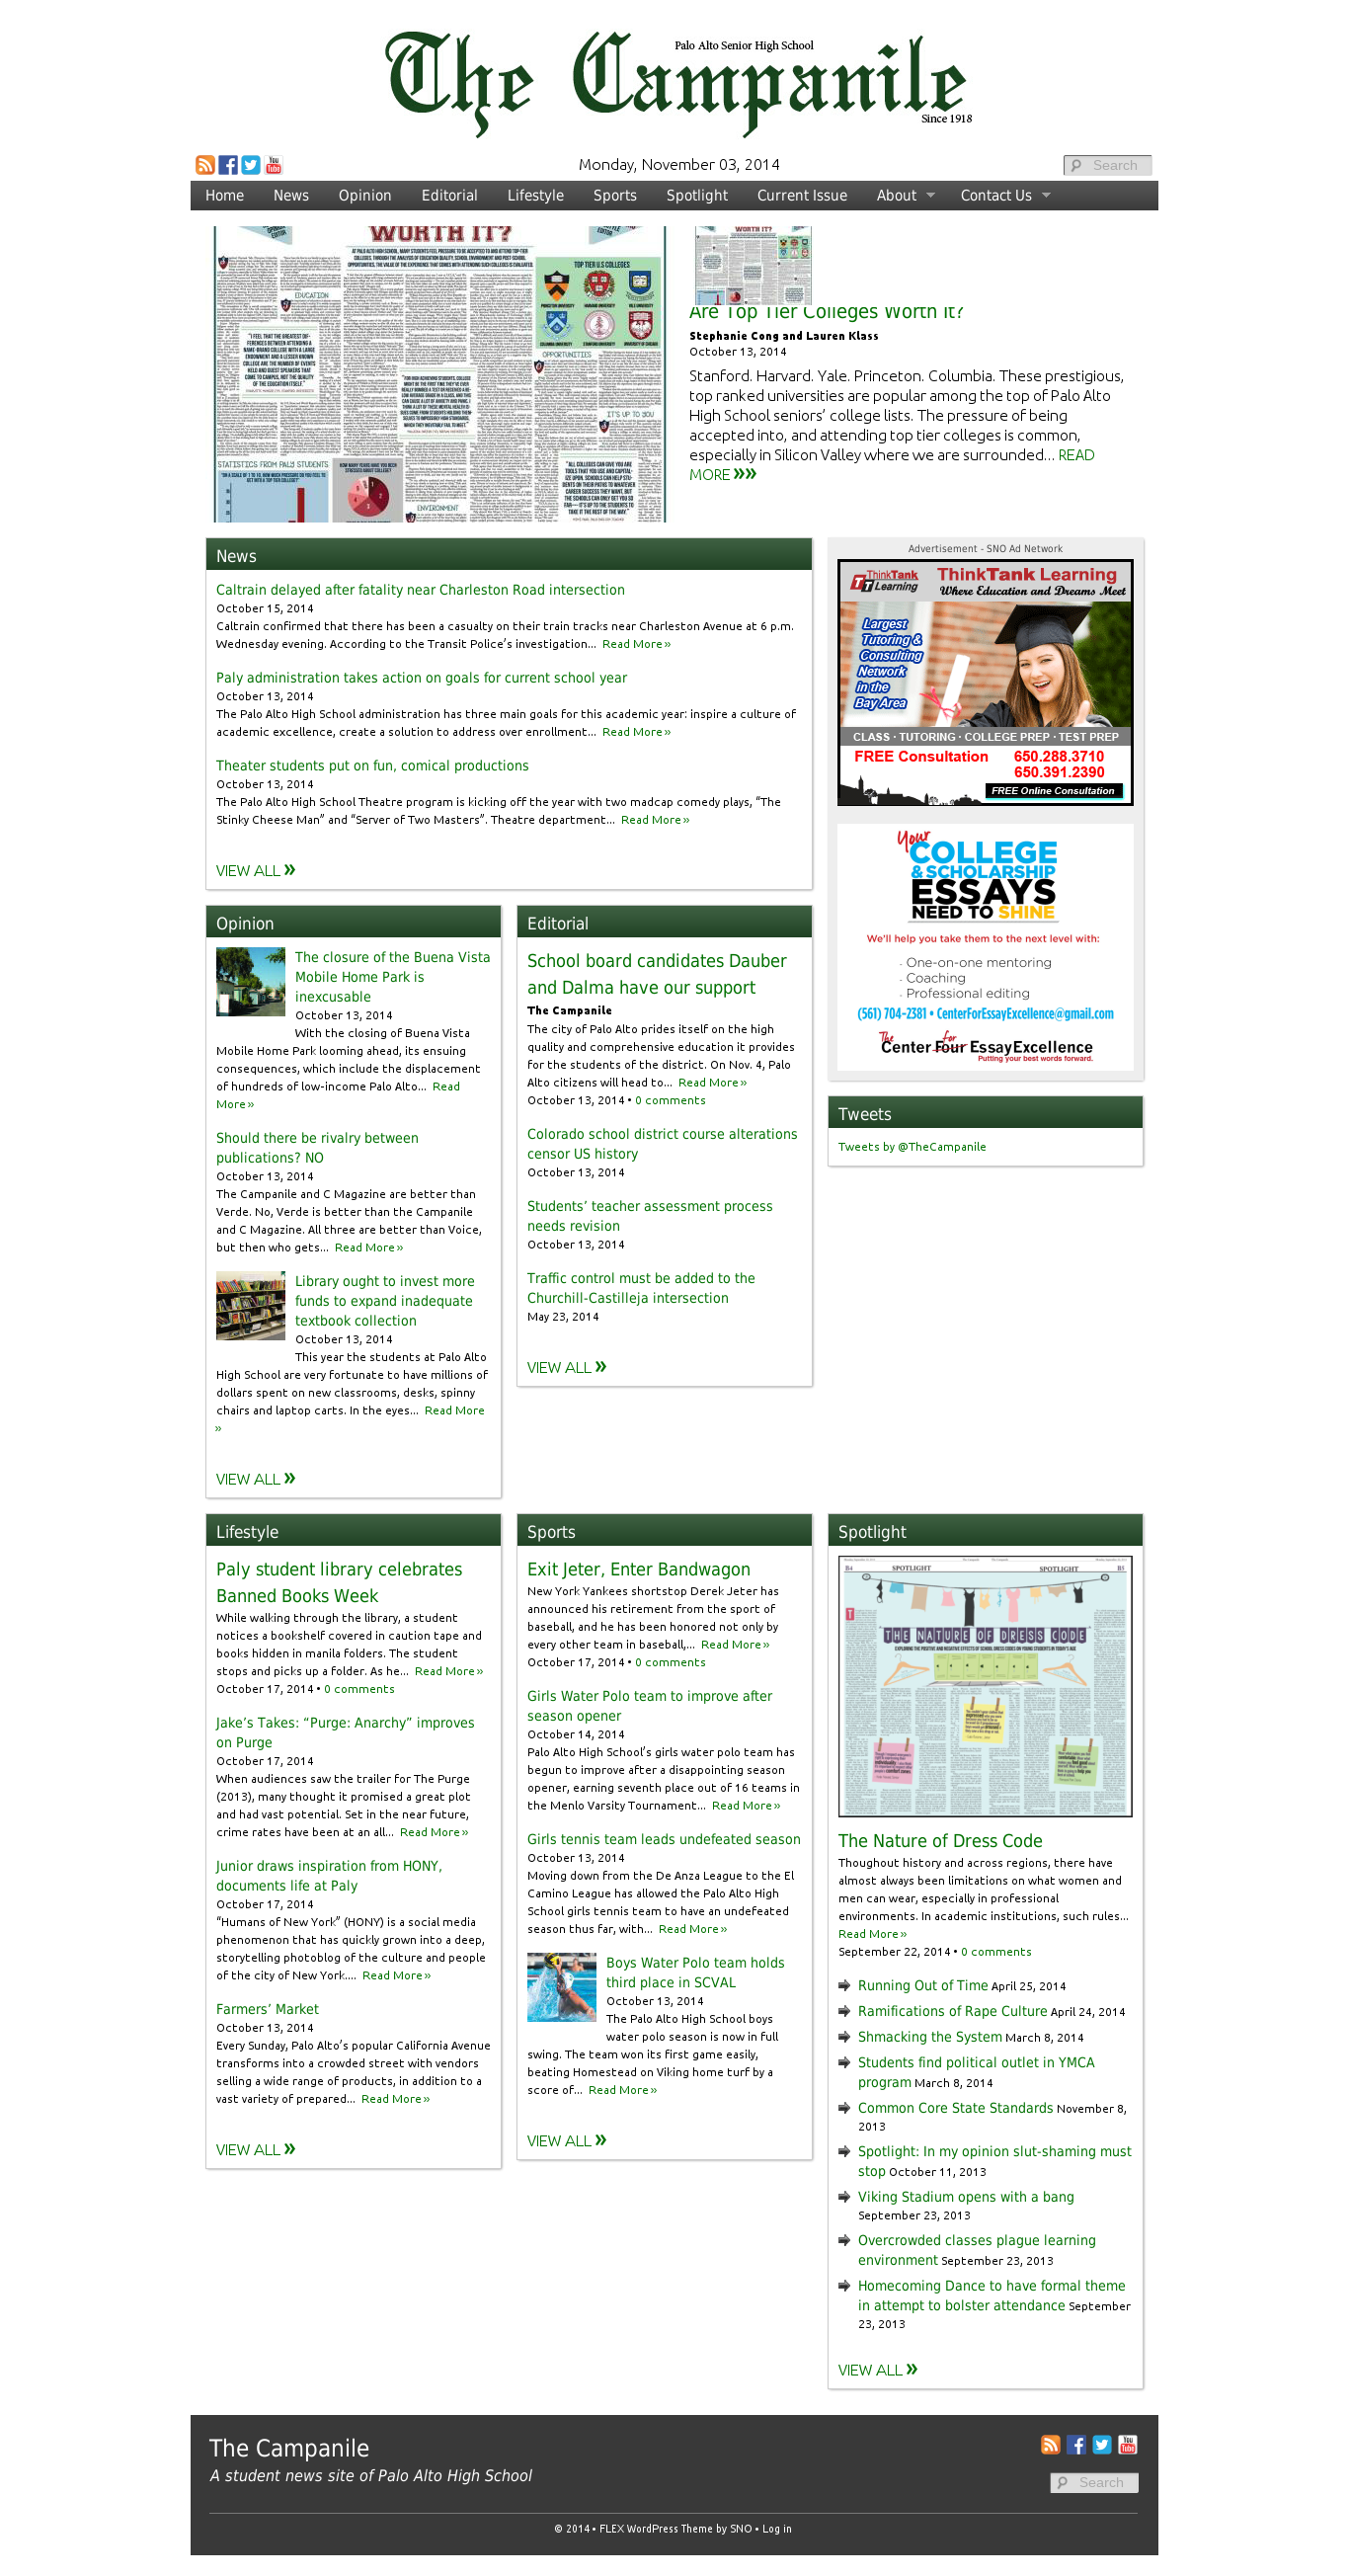 The Campanile
Palo Alto Senior High School
Since 1918
Monday, November 03, 2014
Search
Home News Opinion Editorial Lifestyle Sports Spotlight Current Issue About Contact Us
WORTH IT?
EDUCATION
TOP TIER U.S COLLEGES
OPPORTUNITIES
IT'S UP TO YOU
STATISTICS FROM PALY STUDENTS
ENVIRONMENT
WORTH IT?
Are Top Tier Colleges Worth It?
Stephanie Cong and Lauren Klass
October 13, 2014
Stanford. Harvard. Yale. Princeton. Columbia. These prestigious,
top ranked universities are popular among the top of Palo Alto
High School seniors’ college lists. The pressure of being
accepted into, and attending top tier colleges is common,
especially in Silicon Valley where we are surrounded... READ
MORE »»
News
Caltrain delayed after fatality near Charleston Road intersection
October 15, 2014
Caltrain confirmed that there has been a casualty on their train tracks near Charleston Avenue at 6 p.m.
Wednesday evening. According to the Transit Police’s investigation... Read More »
Paly administration takes action on goals for current school year
October 13, 2014
The Palo Alto High School administration has three main goals for this academic year: inspire a culture of
academic excellence, create a solution to address over enrollment... Read More »
Theater students put on fun, comical productions
October 13, 2014
The Palo Alto High School Theatre program is kicking off the year with two madcap comedy plays, “The
Stinky Cheese Man” and “Server of Two Masters”. Theatre department... Read More »
VIEW ALL »
Advertisement - SNO Ad Network
TT ThinkTank Learning
ThinkTank Learning
Where Education and Dreams Meet
Largest
Tutoring &
Consulting
Network
in the
Bay Area
CLASS · TUTORING · COLLEGE PREP · TEST PREP
FREE Consultation 650.288.3710
650.391.2390
FREE Online Consultation
Your
COLLEGE
& SCHOLARSHIP
ESSAYS
NEED TO SHINE
We'll help you take them to the next level with:
· One-on-one mentoring
· Coaching
· Professional editing
(561) 704-2381 • CenterForEssayExcellence@gmail.com
The Center For EssayExcellence
Putting your best words forward.
Tweets
Tweets by @TheCampanile
Opinion
The closure of the Buena Vista
Mobile Home Park is
inexcusable
October 13, 2014
With the closing of Buena Vista
Mobile Home Park looming ahead, its ensuing
consequences, which include the displacement
of hundreds of low-income Palo Alto... Read
More »
Should there be rivalry between
publications? NO
October 13, 2014
The Campanile and C Magazine are better than
Verde. No, Verde is better than the Campanile
and C Magazine. All three are better than Voice,
but then who gets... Read More »
Library ought to invest more
funds to expand inadequate
textbook collection
October 13, 2014
This year the students at Palo Alto
High School are very fortunate to have millions of
dollars spent on new classrooms, desks, spinny
chairs and laptop carts. In the eyes... Read More
»
VIEW ALL »
Editorial
School board candidates Dauber
and Dalma have our support
The Campanile
The city of Palo Alto prides itself on the high
quality and comprehensive education it provides
for the students of the district. On Nov. 4, Palo
Alto citizens will head to... Read More »
October 13, 2014 • 0 comments
Colorado school district course alterations
censor US history
October 13, 2014
Students’ teacher assessment process
needs revision
October 13, 2014
Traffic control must be added to the
Churchill-Castilleja intersection
May 23, 2014
VIEW ALL »
Lifestyle
Paly student library celebrates
Banned Books Week
While walking through the library, a student
notices a bookshelf covered in caution tape and
books hidden in manila folders. The student
stops and picks up a folder. As he... Read More »
October 17, 2014 • 0 comments
Jake’s Takes: “Purge: Anarchy” improves
on Purge
October 17, 2014
When audiences saw the trailer for The Purge
(2013), many thought it promised a great plot
and had vast potential. Set in the near future,
crime rates have been at an all... Read More »
Junior draws inspiration from HONY,
documents life at Paly
October 17, 2014
“Humans of New York” (HONY) is a social media
phenomenon that has quickly grown into a deep,
storytelling photoblog of the culture and people
of the city of New York.... Read More »
Farmers’ Market
October 13, 2014
Every Sunday, Palo Alto’s popular California Avenue
transforms into a crowded street with vendors
selling a wide range of products, in addition to a
vast variety of prepared... Read More »
VIEW ALL »
Sports
Exit Jeter, Enter Bandwagon
New York Yankees shortstop Derek Jeter has
announced his retirement from the sport of
baseball, and he has been honored not only by
every other team in baseball,... Read More »
October 17, 2014 • 0 comments
Girls Water Polo team to improve after
season opener
October 14, 2014
Palo Alto High School’s girls water polo team has
begun to improve after a disappointing season
opener, earning seventh place out of 16 teams in
the Menlo Varsity Tournament... Read More »
Girls tennis team leads undefeated season
October 13, 2014
Moving down from the De Anza League to the El
Camino League has allowed the Palo Alto High
School girls tennis team to have an undefeated
season thus far, with... Read More »
Boys Water Polo team holds
third place in SCVAL
October 13, 2014
The Palo Alto High School boys
water polo season is now in full
swing. The team won its first game easily,
beating Homestead on Viking home turf by a
score of... Read More »
VIEW ALL »
Spotlight
B4 SPOTLIGHT SPOTLIGHT B5
THE NATURE OF DRESS CODE
The Nature of Dress Code
Thoughout history and across regions, there have
almost always been limitations on what women and
men can wear, especially in professional
environments. In academic institutions, such rules...
Read More »
September 22, 2014 • 0 comments
Running Out of Time April 25, 2014
Ramifications of Rape Culture April 24, 2014
Shmacking the System March 8, 2014
Students find political outlet in YMCA
program March 8, 2014
Common Core State Standards November 8,
2013
Spotlight: In my opinion slut-shaming must
stop October 11, 2013
Viking Stadium opens with a bang
September 23, 2013
Overcrowded classes plague learning
environment September 23, 2013
Homecoming Dance to have formal theme
in attempt to bolster attendance September
23, 2013
VIEW ALL »
The Campanile
A student news site of Palo Alto High School
Search
© 2014 • FLEX WordPress Theme by SNO • Log in